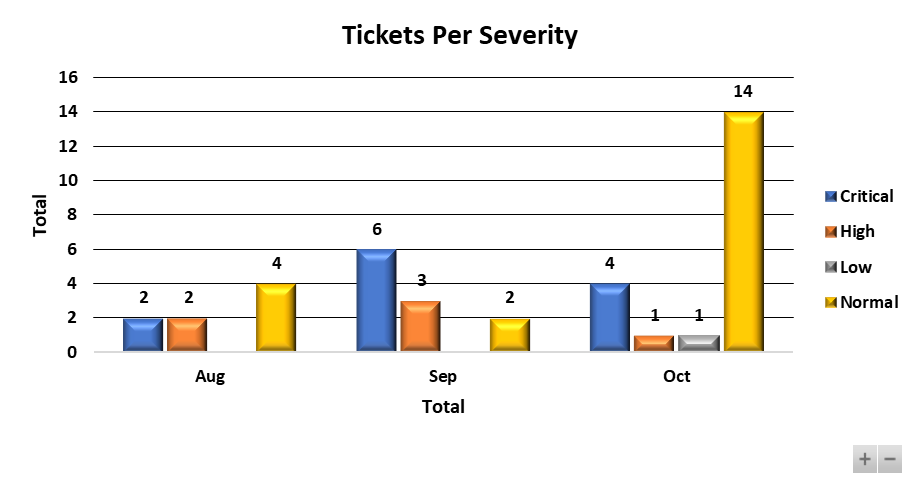 Tickets Per Severity
16
14
12
10
8
6
4
2
0
Total
2
2
4
6
3
2
4
1
1
14
Aug
Sep
Oct
Total
Critical
High
Low
Normal
+ −